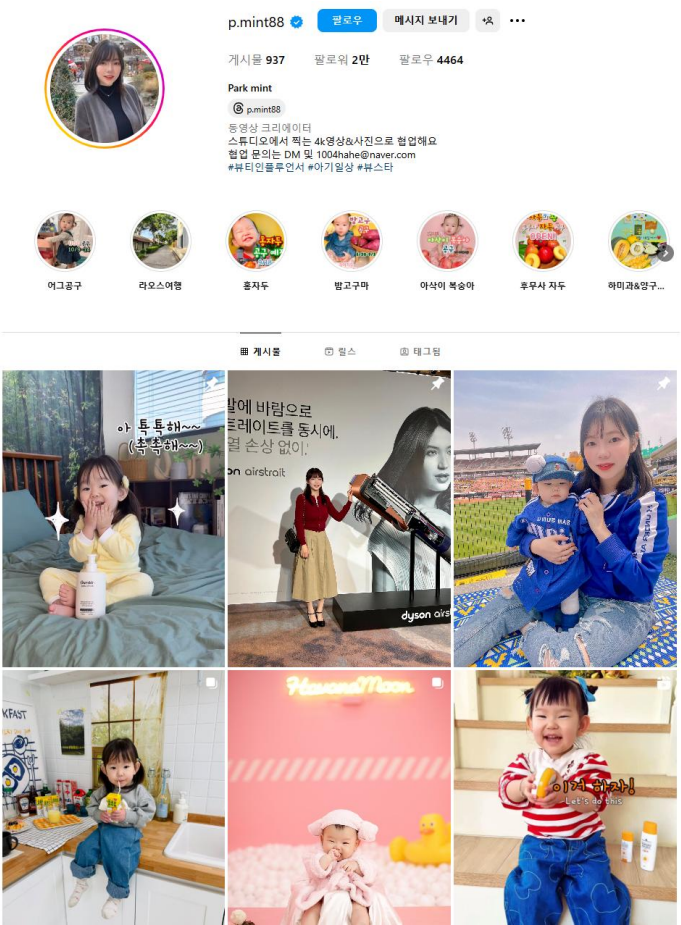 p.mint88
팔로우
메시지 보내기
게시물 937
팔로워 2만
팔로우 4464
Park mint
p.mint88
동영상 크리에이터
스튜디오에서 찍는 4k영상&사진으로 협업해요
협업 문의는 DM 및 1004hahe@naver.com
#뷰티인플루언서 #아기일상 #뷰스타
어그공구
라오스여행
홍자두
밤고구마
아삭이 복숭아
후무사 자두
하미과&양구...
게시물
릴스
태그됨
아 톡톡해~~
(촉촉해~~)
발에 바람으로
트레이트를 동시에.
열 손상 없이.
on airstrait
dyson airs
KFAST
HavanaMoon
이거 하자!
Let's do this